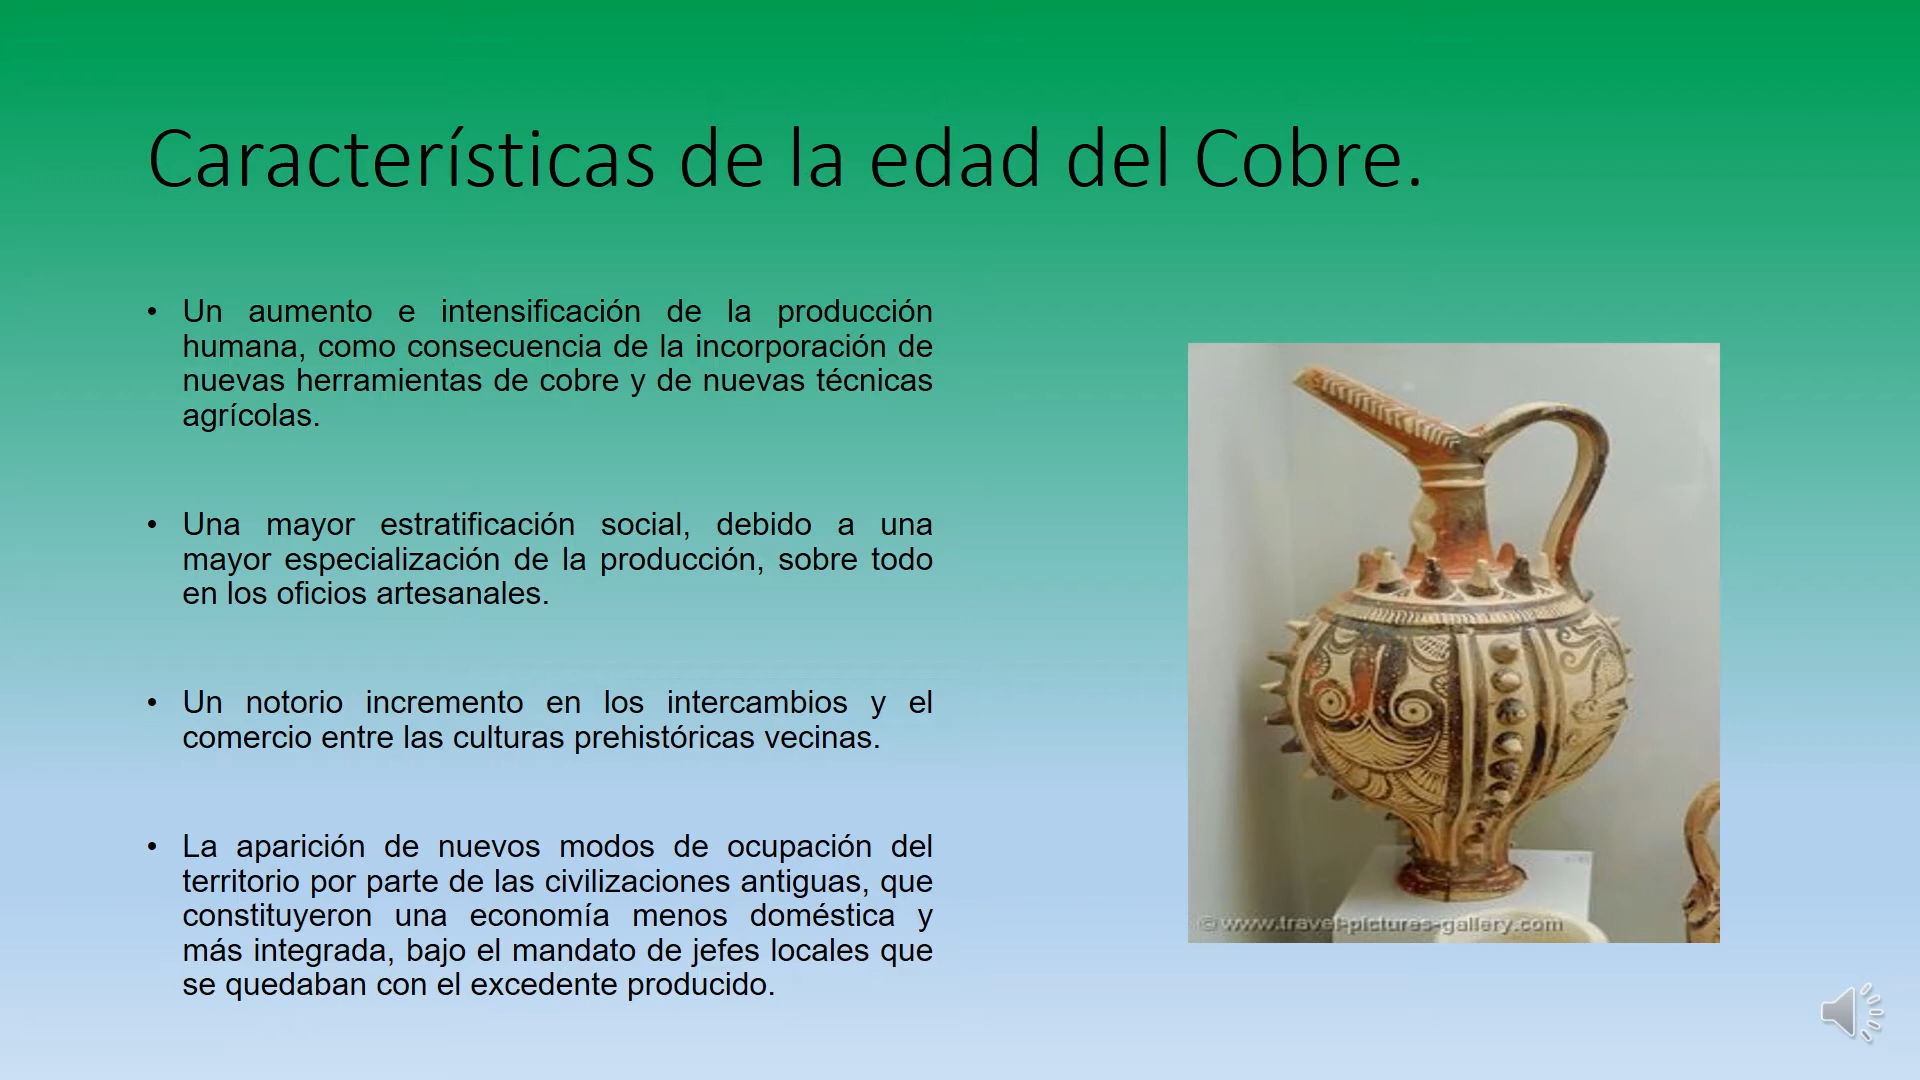 Características de la edad del Cobre.
• Un aumento e intensificación de la producción
humana, como consecuencia de la incorporación de
nuevas herramientas de cobre y de nuevas técnicas
agrícolas.
• Una mayor estratificación social, debido a una
mayor especialización de la producción, sobre todo
en los oficios artesanales.
• Un notorio incremento en los intercambios y el
comercio entre las culturas prehistóricas vecinas.
• La aparición de nuevos modos de ocupación del
territorio por parte de las civilizaciones antiguas, que
constituyeron una economía menos doméstica y
más integrada, bajo el mandato de jefes locales que
se quedaban con el excedente producido.
© www.travel-pictures-gallery.com